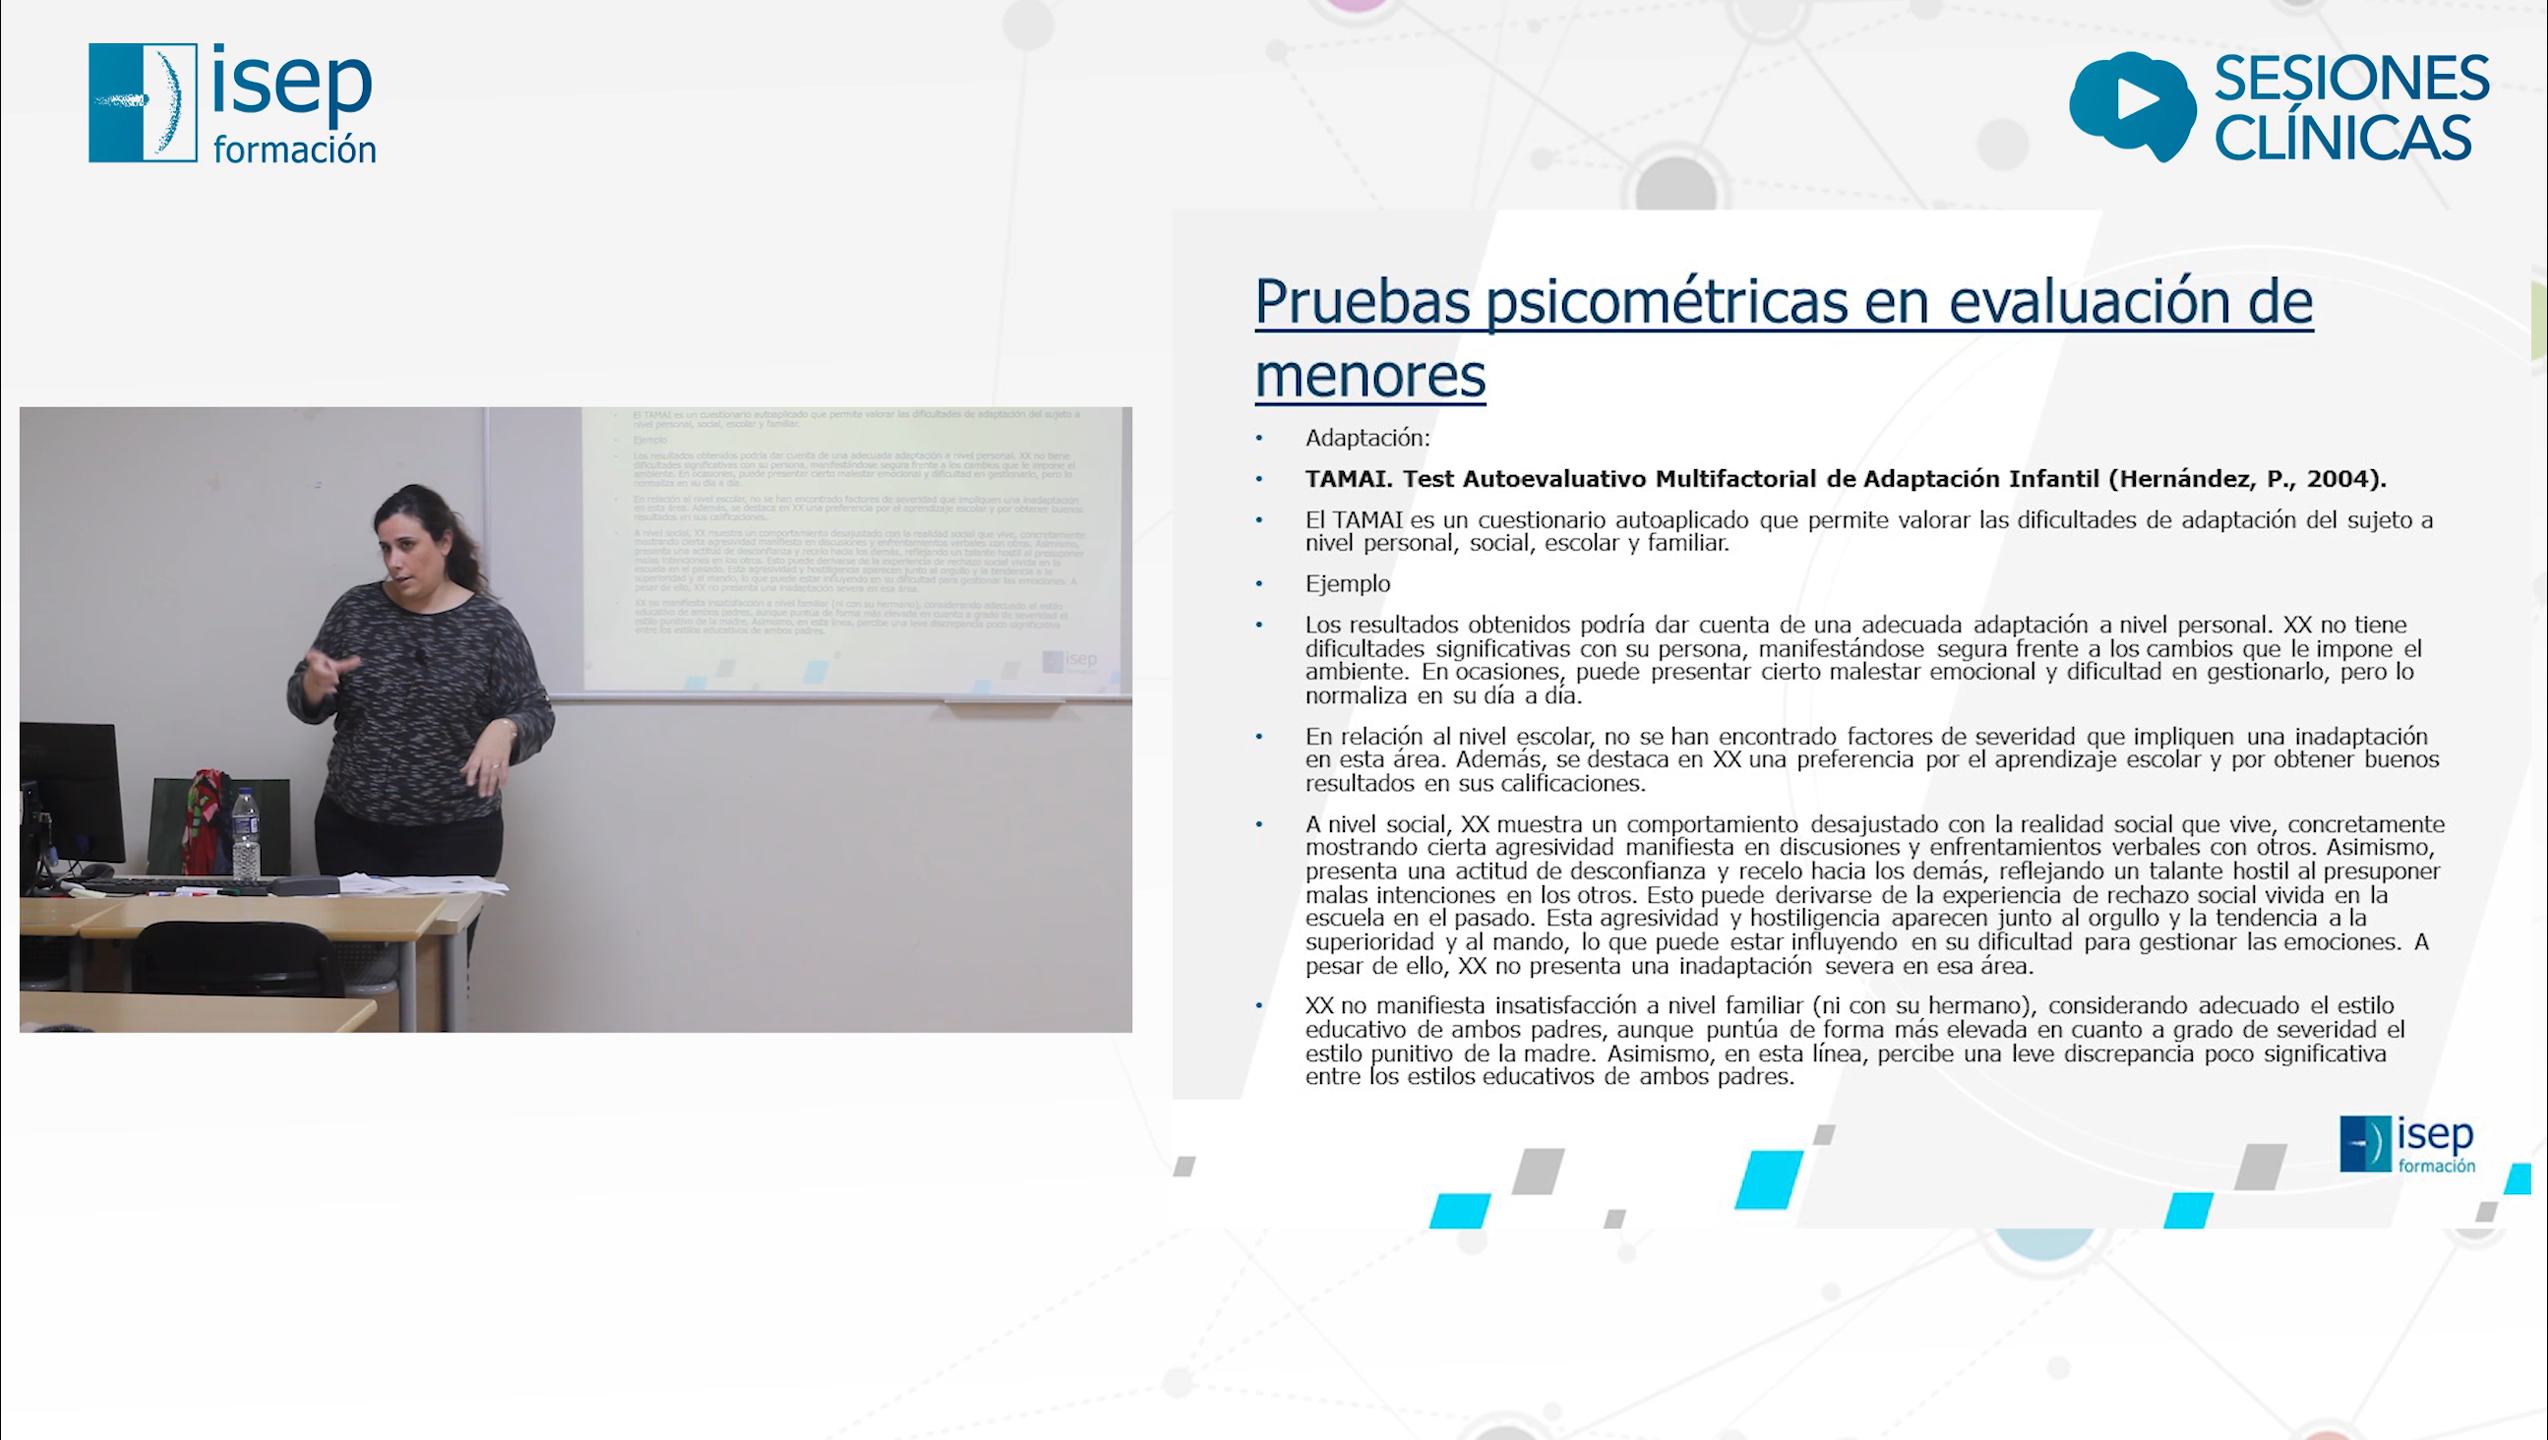 isep
formación
SESIONES
CLÍNICAS
Pruebas psicométricas en evaluación de
menores
• Adaptación:
• TAMAI. Test Autoevaluativo Multifactorial de Adaptación Infantil (Hernández, P., 2004).
• El TAMAI es un cuestionario autoaplicado que permite valorar las dificultades de adaptación del sujeto a
nivel personal, social, escolar y familiar.
• Ejemplo
• Los resultados obtenidos podría dar cuenta de una adecuada adaptación a nivel personal. XX no tiene
dificultades significativas con su persona, manifestándose segura frente a los cambios que le impone el
ambiente. En ocasiones, puede presentar cierto malestar emocional y dificultad en gestionarlo, pero lo
normaliza en su día a día.
• En relación al nivel escolar, no se han encontrado factores de severidad que impliquen una inadaptación
en esta área. Además, se destaca en XX una preferencia por el aprendizaje escolar y por obtener buenos
resultados en sus calificaciones.
• A nivel social, XX muestra un comportamiento desajustado con la realidad social que vive, concretamente
mostrando cierta agresividad manifiesta en discusiones y enfrentamientos verbales con otros. Asimismo,
presenta una actitud de desconfianza y recelo hacia los demás, reflejando un talante hostil al presuponer
malas intenciones en los otros. Esto puede derivarse de la experiencia de rechazo social vivida en la
escuela en el pasado. Esta agresividad y hostiligencia aparecen junto al orgullo y la tendencia a la
superioridad y al mando, lo que puede estar influyendo en su dificultad para gestionar las emociones. A
pesar de ello, XX no presenta una inadaptación severa en esa área.
• XX no manifiesta insatisfacción a nivel familiar (ni con su hermano), considerando adecuado el estilo
educativo de ambos padres, aunque puntúa de forma más elevada en cuanto a grado de severidad el
estilo punitivo de la madre. Asimismo, en esta línea, percibe una leve discrepancia poco significativa
entre los estilos educativos de ambos padres.
isep
formación